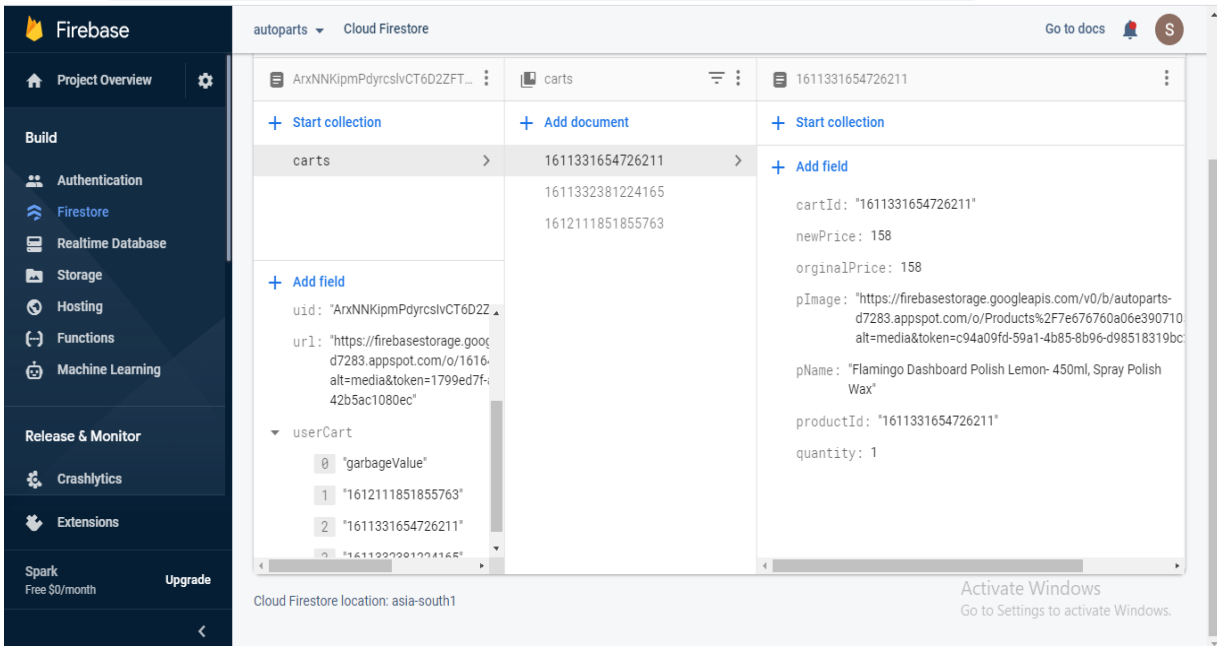 Firebase
autoparts Cloud Firestore
Go to docs
S
Project Overview
ArxNNKipmPdyrcslvCT6D2ZFT...
carts
1611331654726211
Build
Start collection
Add document
Start collection
Authentication
Firestore
Realtime Database
Storage
Hosting
Functions
Machine Learning
Release & Monitor
Crashlytics
Extensions
Spark
Free $0/month
Upgrade
carts
Add field
uid: "ArxNNKipmPdyrcslvCT6D2Z
url: "https://firebasestorage.goog
d7283.appspot.com/o/1616
alt=media&token=1799ed7f-
42b5ac1080ec"
userCart
0 "garbageValue"
1 "1612111851855763"
2 "1611331654726211"
"1611332381224165"
1611331654726211
1611332381224165
1612111851855763
Add field
cartId: "1611331654726211"
newPrice: 158
orginalPrice: 158
pImage: "https://firebasestorage.googleapis.com/v0/b/autoparts-
d7283.appspot.com/o/Products%2F7e676760a06e390710
alt=media&token=c94a09fd-59a1-4b85-8b96-d98518319bc
pName: "Flamingo Dashboard Polish Lemon- 450ml, Spray Polish
Wax"
productId: "1611331654726211"
quantity: 1
Cloud Firestore location: asia-south1
Activate Windows
Go to Settings to activate Windows.